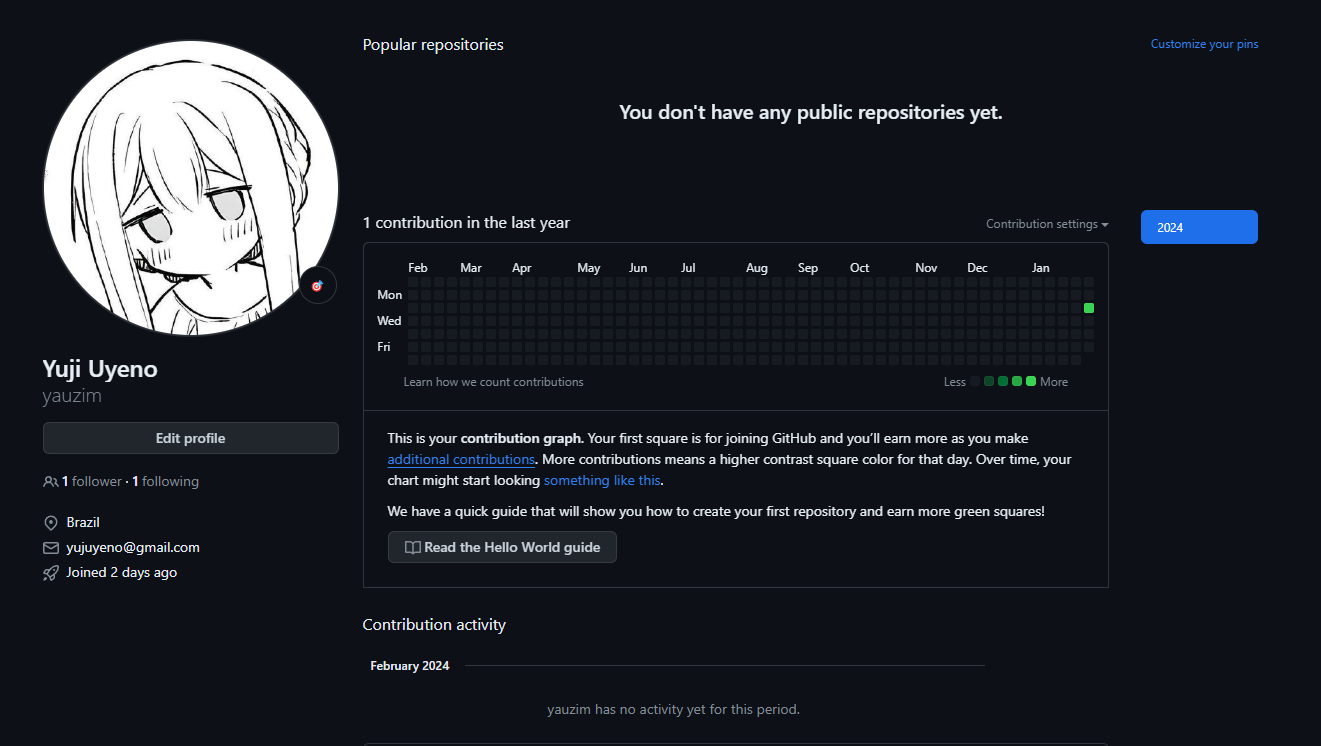 Popular repositories
Customize your pins
You don't have any public repositories yet.
1 contribution in the last year
Contribution settings
2024
Feb Mar Apr May Jun Jul Aug Sep Oct Nov Dec Jan
Mon
Wed
Fri
Learn how we count contributions
Less
More
This is your contribution graph. Your first square is for joining GitHub and you’ll earn more as you make
additional contributions. More contributions means a higher contrast square color for that day. Over time, your
chart might start looking something like this.
We have a quick guide that will show you how to create your first repository and earn more green squares!
Read the Hello World guide
Yuji Uyeno
yauzim
Edit profile
1 follower · 1 following
Brazil
yujuyeno@gmail.com
Joined 2 days ago
Contribution activity
February 2024
yauzim has no activity yet for this period.